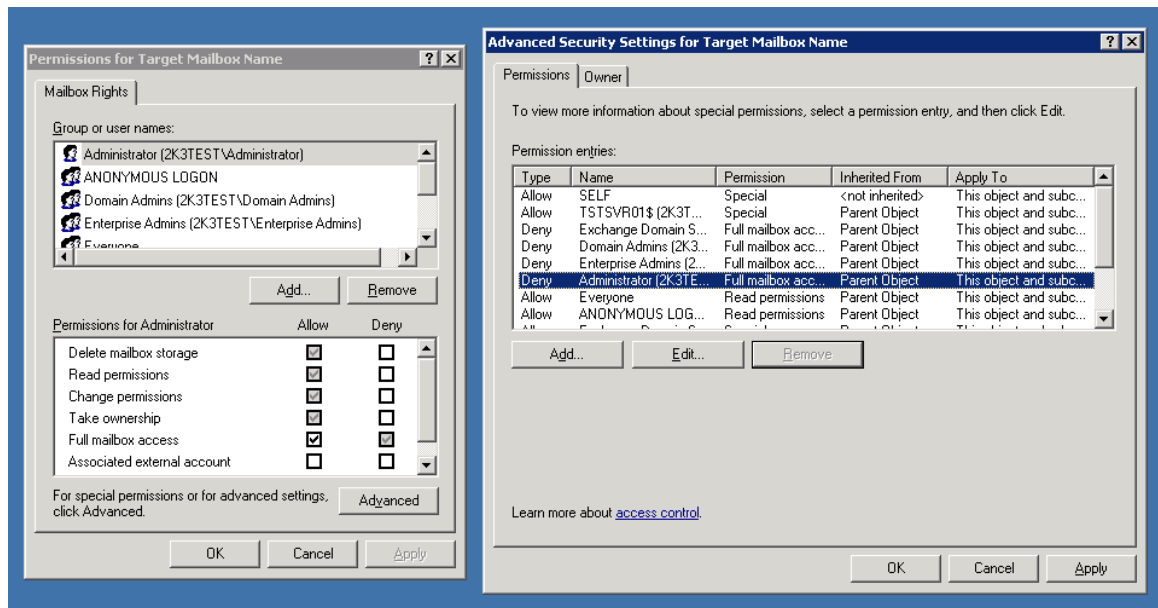 Permissions for Target Mailbox Name
Mailbox Rights
Group or user names:
Administrator (2K3TEST\Administrator)
ANONYMOUS LOGON
Domain Admins (2K3TEST\Domain Admins)
Enterprise Admins (2K3TEST\Enterprise Admins)
Everyone
Add... Remove
Permissions for Administrator Allow Deny
Delete mailbox storage
Read permissions
Change permissions
Take ownership
Full mailbox access
Associated external account
For special permissions or for advanced settings,
click Advanced.
Advanced
OK Cancel Apply
Advanced Security Settings for Target Mailbox Name
Permissions Owner
To view more information about special permissions, select a permission entry, and then click Edit.
Permission entries:
Type Name Permission Inherited From Apply To
Allow SELF Special <not inherited> This object and subc...
Allow TSTSVR01$ (2K3T... Special Parent Object This object and subc...
Deny Exchange Domain S... Full mailbox acc... Parent Object This object and subc...
Deny Domain Admins (2K3... Full mailbox acc... Parent Object This object and subc...
Deny Enterprise Admins (2... Full mailbox acc... Parent Object This object and subc...
Deny Administrator (2K3TE... Full mailbox acc... Parent Object This object and subc...
Allow Everyone Read permissions Parent Object This object and subc...
Allow ANONYMOUS LOG... Read permissions Parent Object This object and subc...
Add... Edit... Remove
Learn more about access control.
OK Cancel Apply